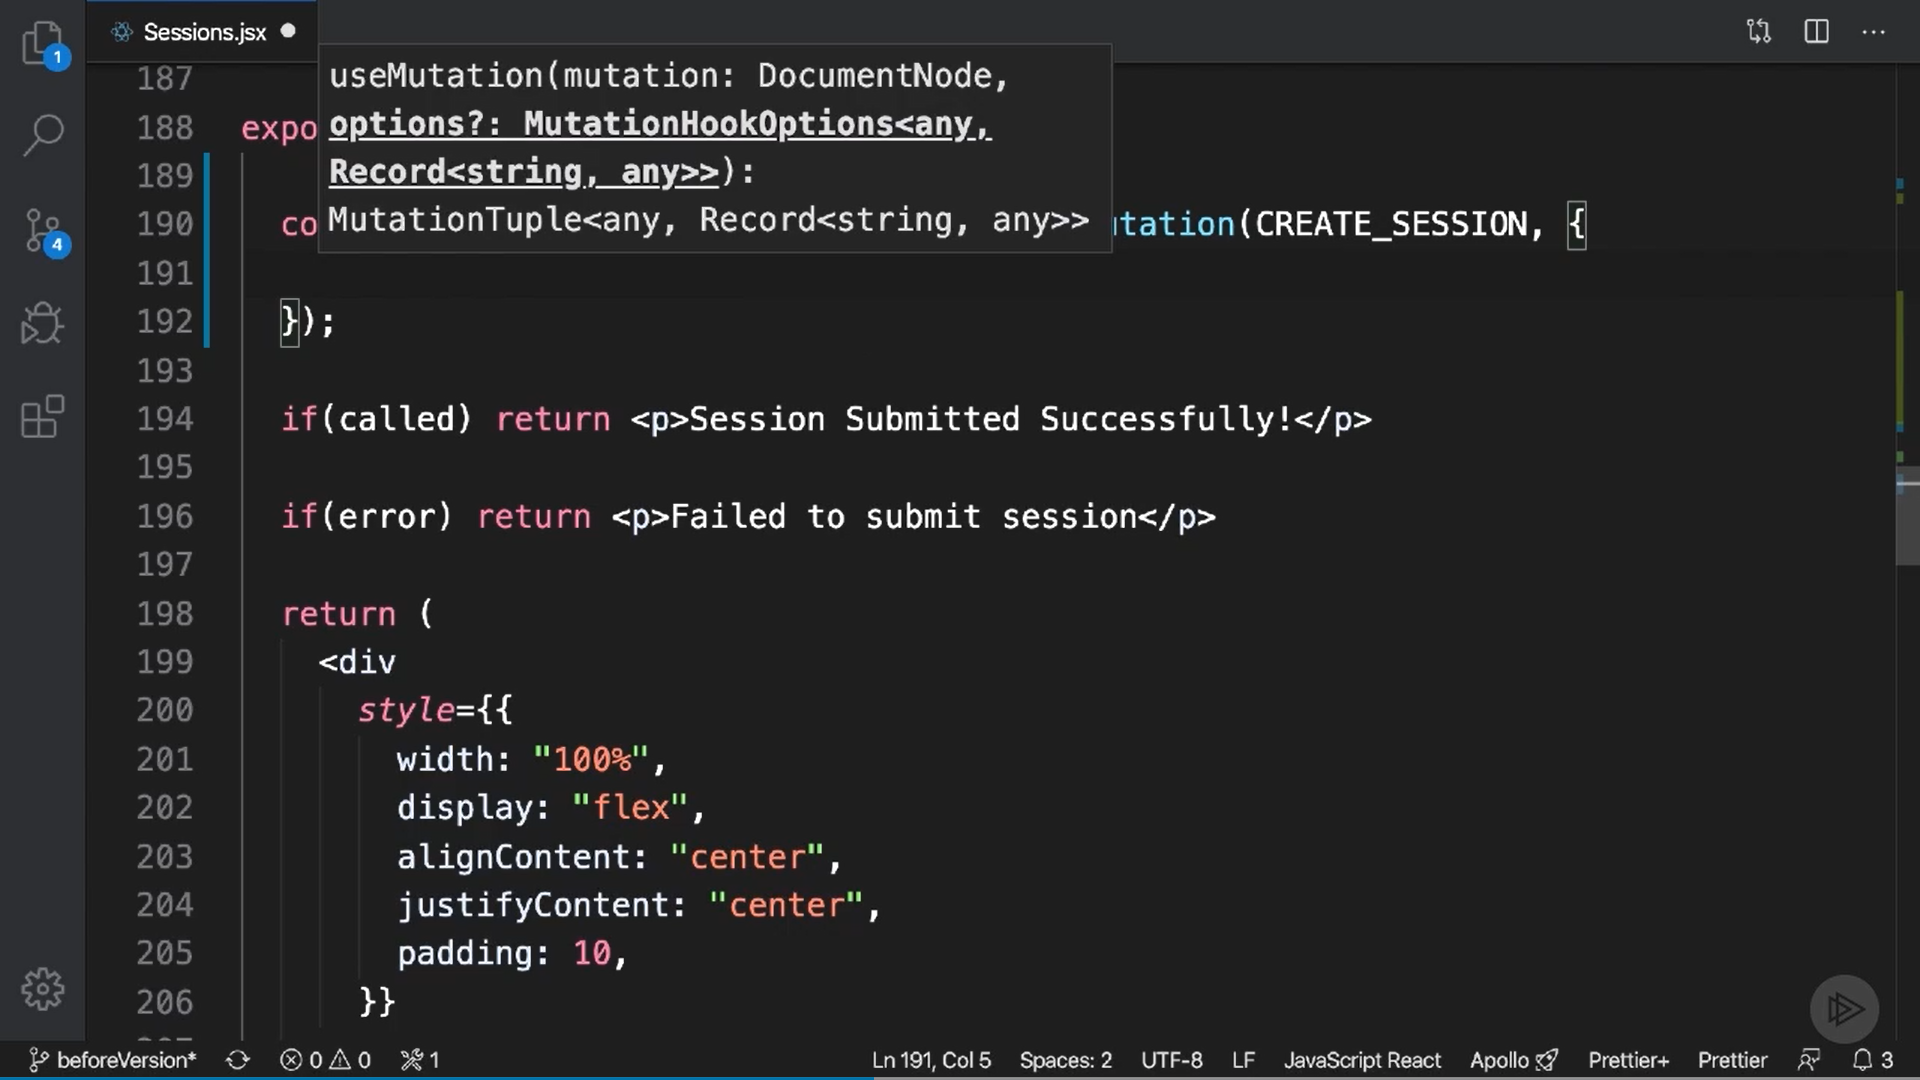 Sessions.jsx
1
4
187
188 expo
189
190 co tation(CREATE_SESSION, {
useMutation(mutation: DocumentNode,
options?: MutationHookOptions<any,
Record<string, any>>):
MutationTuple<any, Record<string, any>>
191
192 });
193
194 if(called) return <p>Session Submitted Successfully!</p>
195
196 if(error) return <p>Failed to submit session</p>
197
198 return (
199 <div
200 style={{
201 width: "100%",
202 display: "flex",
203 alignContent: "center",
204 justifyContent: "center",
205 padding: 10,
206 }}
beforeVersion* 0 0 1 Ln 191, Col 5 Spaces: 2 UTF-8 LF JavaScript React Apollo Prettier+ Prettier 3